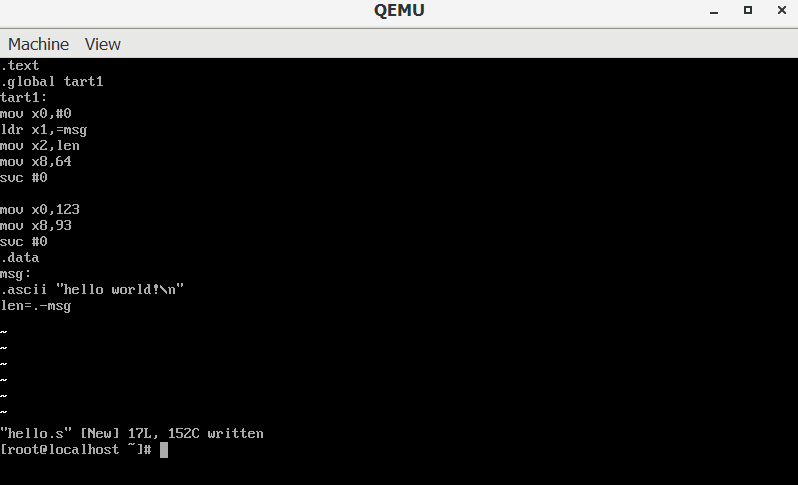 QEMU
Machine View
.text
.global tart1
tart1:
mov x0,#0
ldr x1,=msg
mov x2,len
mov x8,64
svc #0
mov x0,123
mov x8,93
svc #0
.data
msg:
.ascii "hello world!\n"
len=.-msg
~
~
~
~
~
~
"hello.s" [New] 17L, 152C written
[root@localhost ~]#